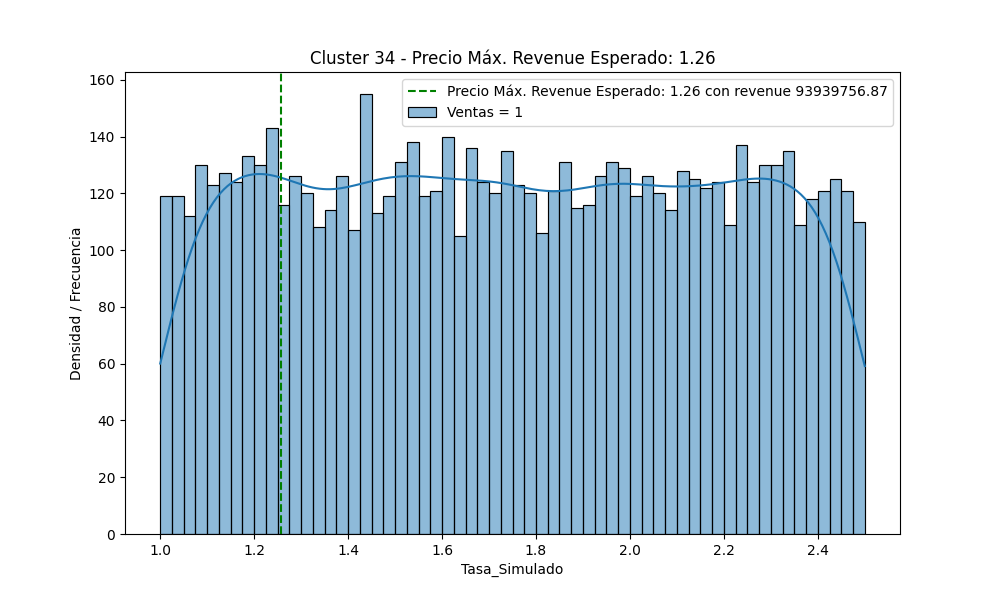 Cluster 34 - Precio Máx. Revenue Esperado: 1.26
Precio Máx. Revenue Esperado: 1.26 con revenue 93939756.87
Ventas = 1
160
140
120
100
80
60
40
20
0
Densidad / Frecuencia
1.0 1.2 1.4 1.6 1.8 2.0 2.2 2.4
Tasa_Simulado